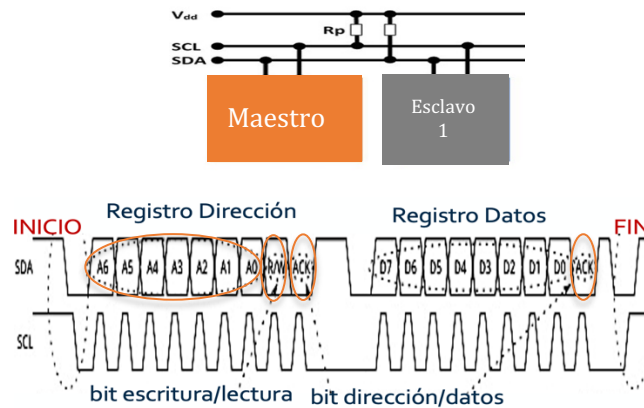 Vdd
Rp
SCL
SDA
Maestro
Esclavo
1
Registro Dirección
Registro Datos
INICIO
FIN
SDA
A6 A5 A4 A3 A2 A1 A0 R/W ACK
D7 D6 D5 D4 D3 D2 D1 D0 ACK
SCL
bit escritura/lectura
bit dirección/datos